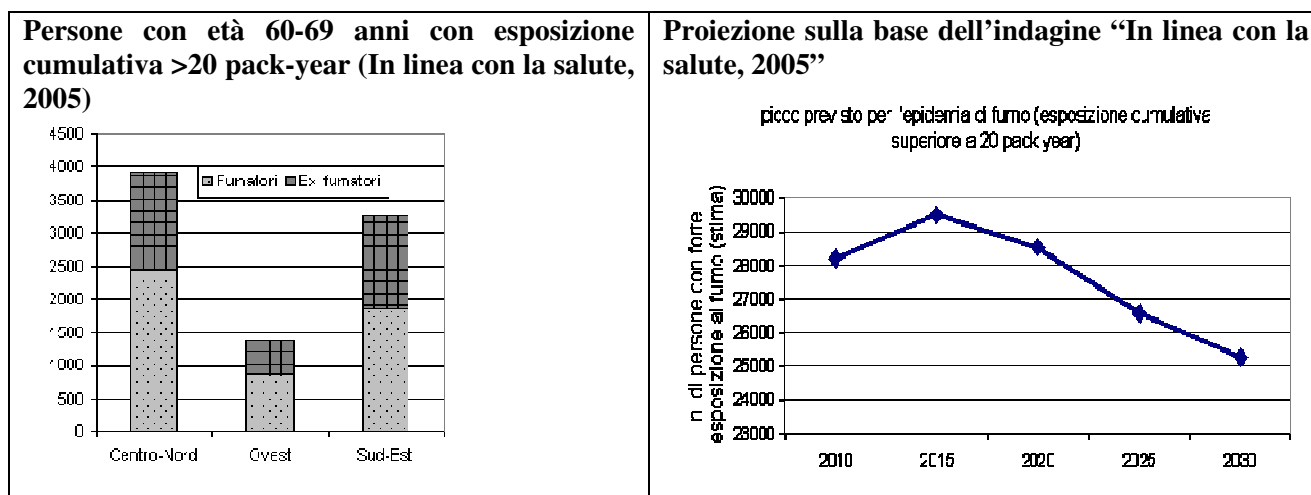 Persone con età 60-69 anni con esposizione
cumulativa >20 pack-year (In linea con la salute,
2005)
4500
4000
3500
3000
2500
2000
1500
1000
500
0
Fumatori Ex fumatori
Centro-Nord Ovest Sud-Est
Proiezione sulla base dell’indagine “In linea con la
salute, 2005”
picco previsto per l'epidemia di fumo (esposizione cumulativa
superiore a 20 pack year)
n di persone con forte
esposizione al fumo (stima)
30000
29000
28000
27000
26000
25000
24000
23000
2010 2015 2020 2025 2030